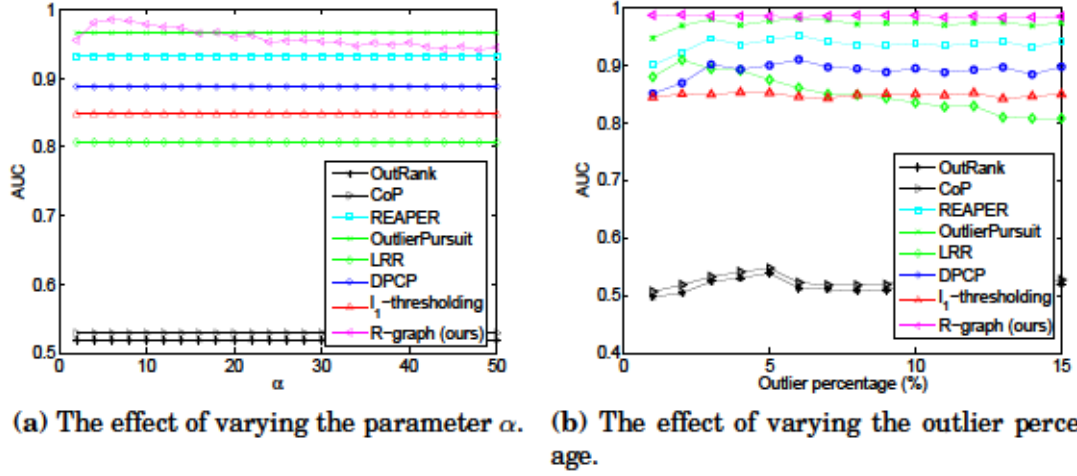 1
0.9
0.8
0.7
0.6
0.5
AUC
0
10
20
30
40
50
α
OutRank
CoP
REAPER
OutlierPursuit
LRR
DPCP
l1-thresholding
R-graph (ours)
(a) The effect of varying the parameter α.
1
0.9
0.8
0.7
0.6
0.5
0.4
AUC
0
5
10
15
Outlier percentage (%)
OutRank
CoP
REAPER
OutlierPursuit
LRR
DPCP
l1-thresholding
R-graph (ours)
(b) The effect of varying the outlier perce
age.